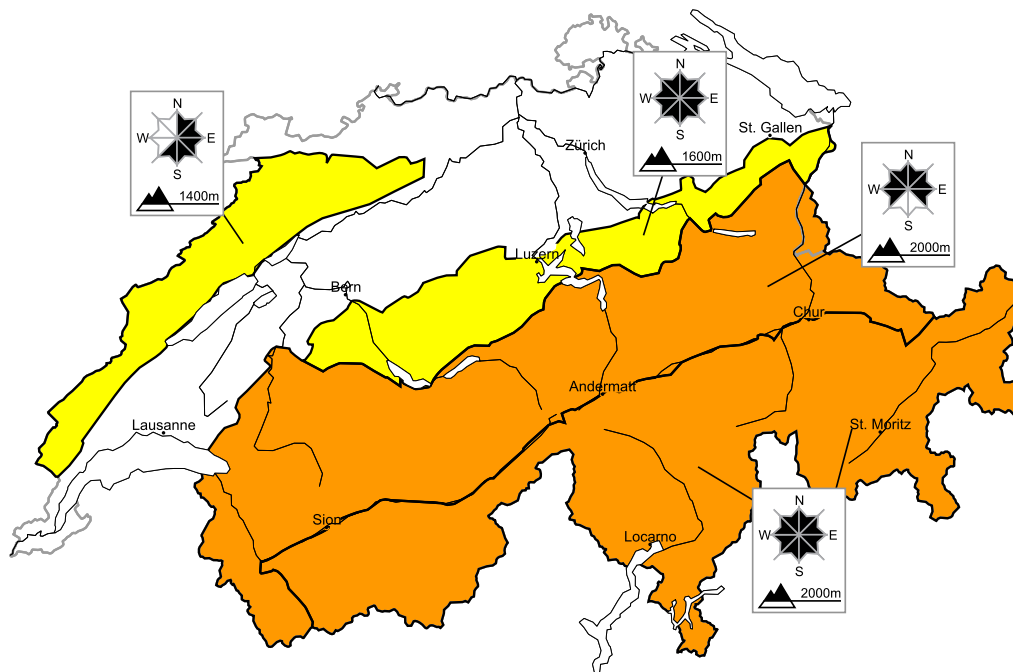 N
W E
S
1400m
N
W E
S
1600m
N
W E
S
2000m
N
W E
S
2000m
St. Gallen
Zürich
Luzern
Bern
Chur
Andermatt
Lausanne
St. Moritz
Sion
Locarno